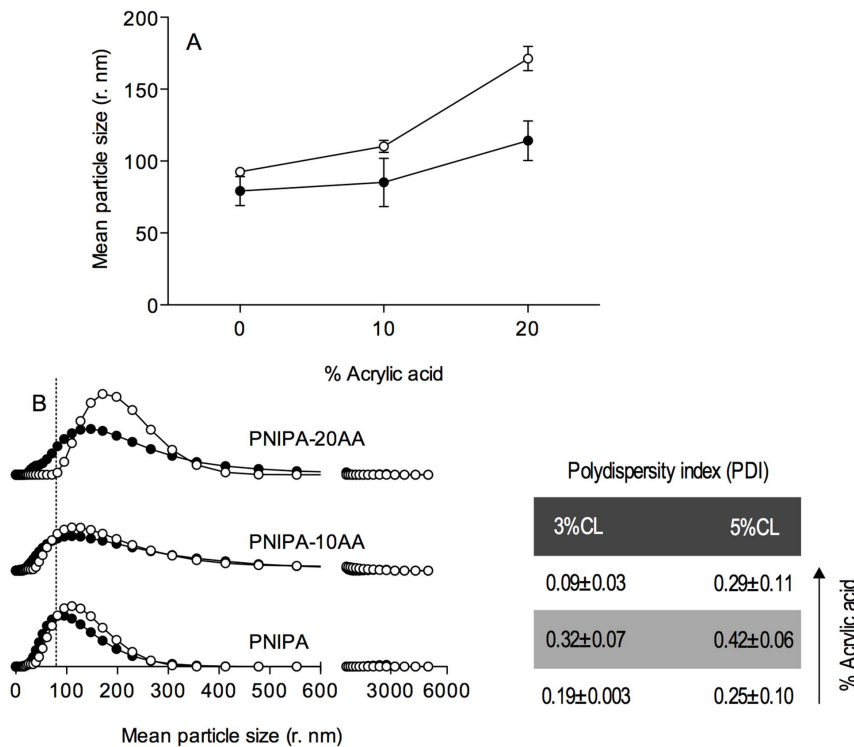 A
200
150
100
50
0
Mean particle size (r. nm)
0 10 20
% Acrylic acid
B
PNIPA-20AA
PNIPA-10AA
PNIPA
0 100 200 300 400 500 600 3000 6000
Mean particle size (r. nm)
Polydispersity index (PDI)
3%CL 5%CL
0.09±0.03 0.29±0.11
0.32±0.07 0.42±0.06
0.19±0.003 0.25±0.10
% Acrylic acid